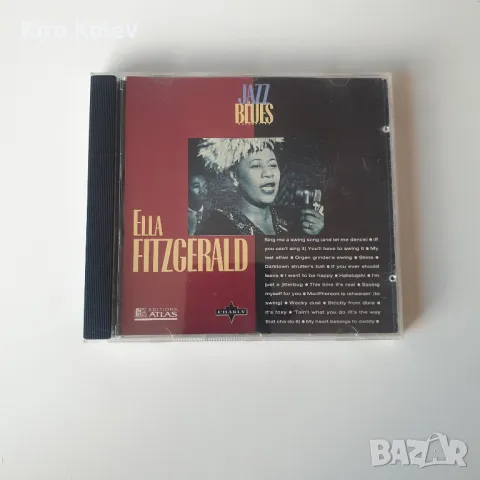 Kiro Kolev
JAZZ
BLUES
ELLA
FITZGERALD
Sing me a swing song (and let me dance) ● (If
you can't sing it) You'll have to swing it ● My
last affair ● Organ grinder's swing ● Shine ●
Darktown strutter's ball ● If you ever should
leave ● I want to be happy ● Hallelujah! ● I'm
just a jitterbug ● This time it's real ● Saving
myself for you ● MacPherson is rehearsin' (to
swing) ● Wacky dust ● Strictly from dixie ●
It's foxy ● 'Tain't what you do (it's the way
that cha do it) ● My heart belongs to daddy ●
EDITIONS
ATLAS
CHARLY
BAZAR
bg